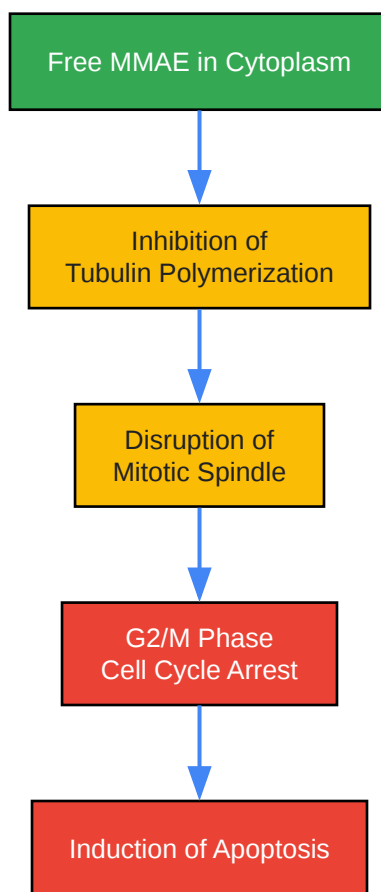 Free MMAE in Cytoplasm
Inhibition of
Tubulin Polymerization
Disruption of
Mitotic Spindle
G2/M Phase
Cell Cycle Arrest
Induction of Apoptosis